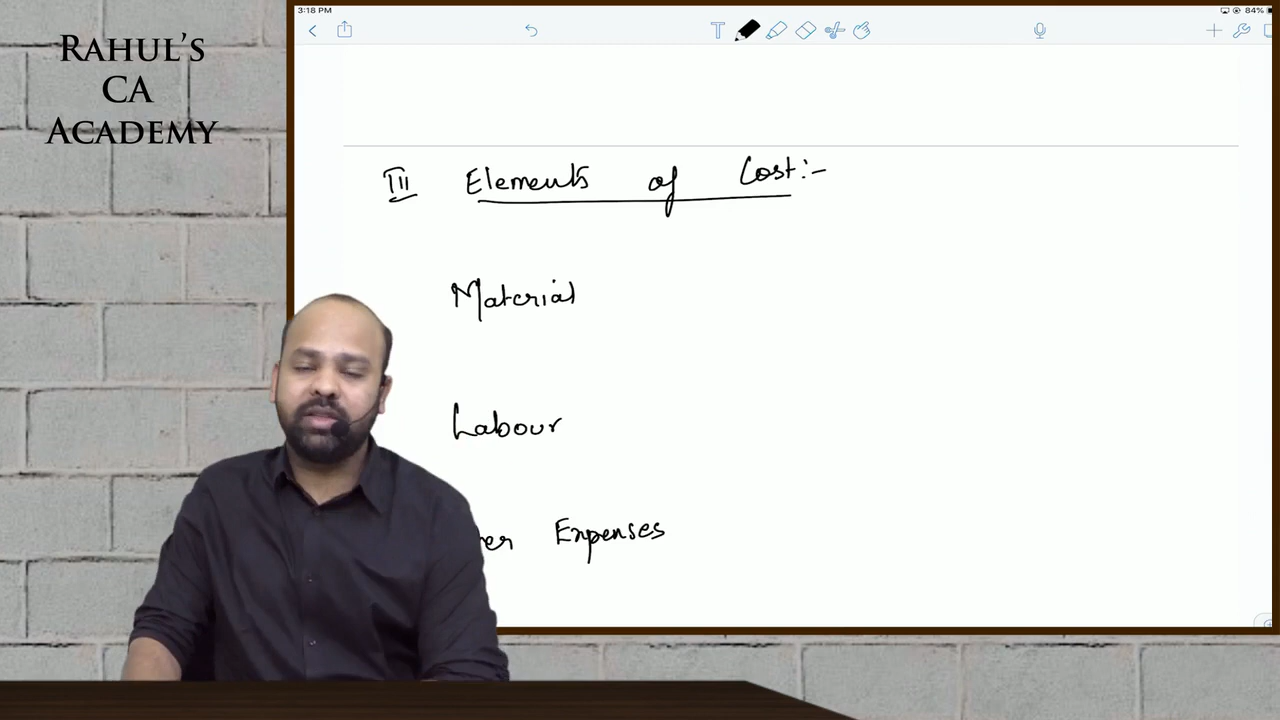 RAHUL'S
CA
ACADEMY
3:18 PM
84%
T
III Elements of Cost:-
Material
Labour
Expenses